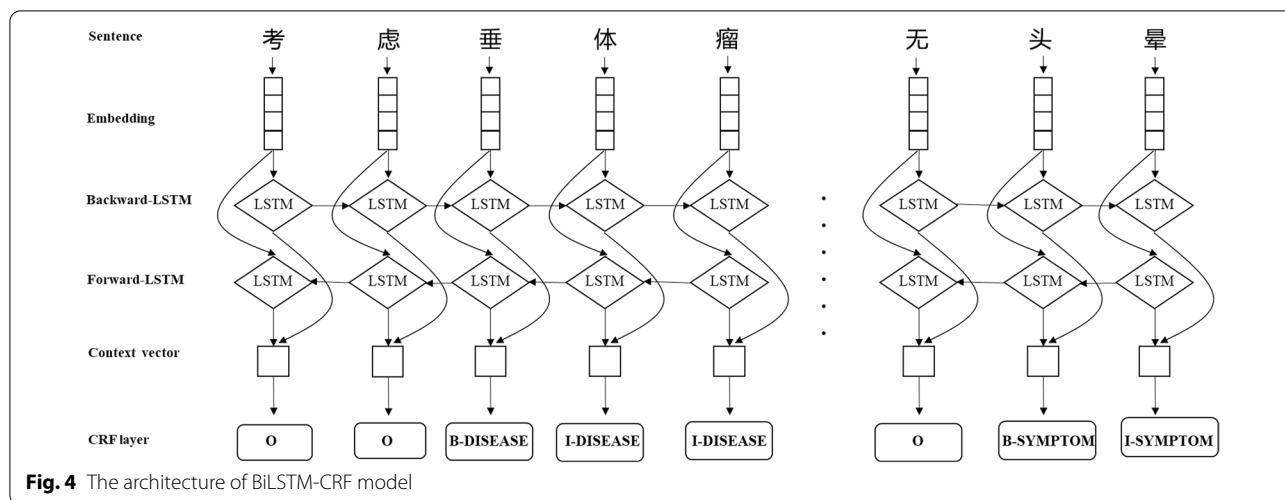 Sentence 考 虑 垂 体 瘤 无 头 晕
Embedding
Backward-LSTM LSTM LSTM LSTM LSTM LSTM LSTM LSTM LSTM
Forward-LSTM LSTM LSTM LSTM LSTM LSTM LSTM LSTM LSTM
Context vector
CRF layer O O B-DISEASE I-DISEASE I-DISEASE O B-SYMPTOM I-SYMPTOM
Fig. 4 The architecture of BiLSTM-CRF model